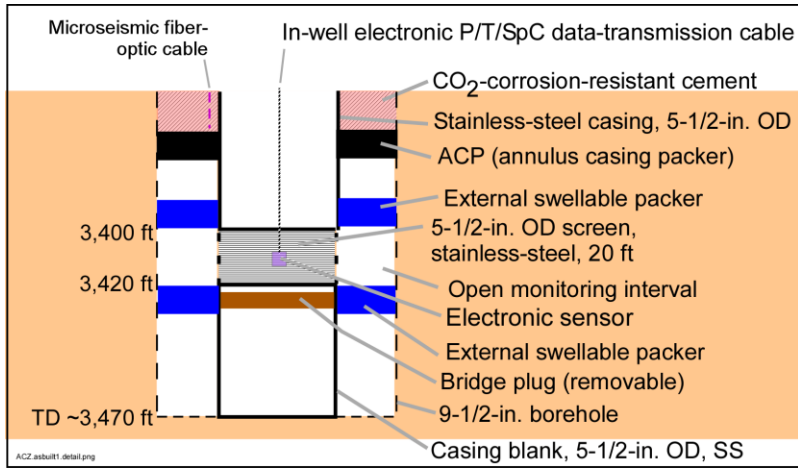 Microseismic fiber-
optic cable
In-well electronic P/T/SpC data-transmission cable
CO2-corrosion-resistant cement
Stainless-steel casing, 5-1/2-in. OD
ACP (annulus casing packer)
External swellable packer
3,400 ft
5-1/2-in. OD screen,
stainless-steel, 20 ft
3,420 ft
Open monitoring interval
Electronic sensor
External swellable packer
Bridge plug (removable)
TD ~3,470 ft
9-1/2-in. borehole
Casing blank, 5-1/2-in. OD, SS
ACZ.asbuilt1.detail.png